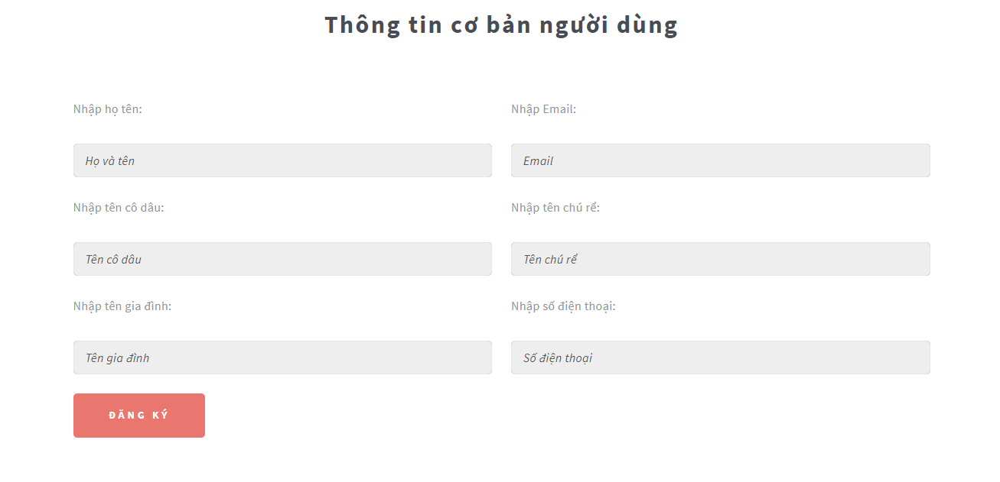 Thông tin cơ bản người dùng
Nhập họ tên:
Nhập Email:
Họ và tên
Email
Nhập tên cô dâu:
Nhập tên chú rể:
Tên cô dâu
Tên chú rể
Nhập tên gia đình:
Nhập số điện thoại:
Tên gia đình
Số điện thoại
ĐĂNG KÝ